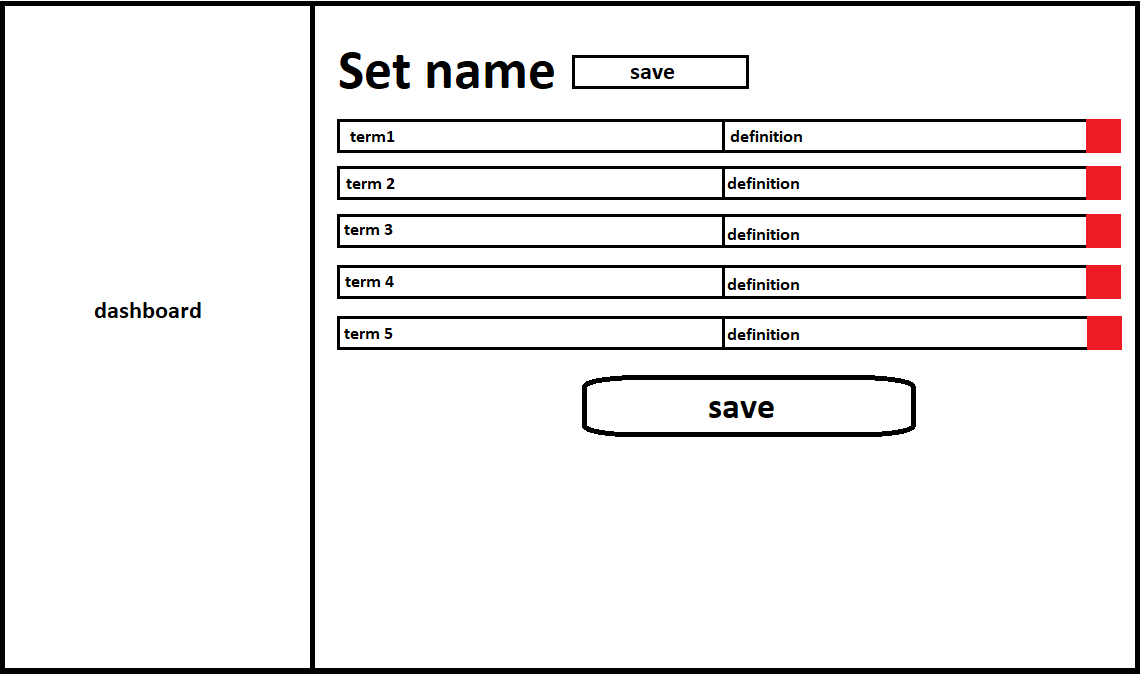 dashboard
Set name save
term1 definition
term 2 definition
term 3 definition
term 4 definition
term 5 definition
save